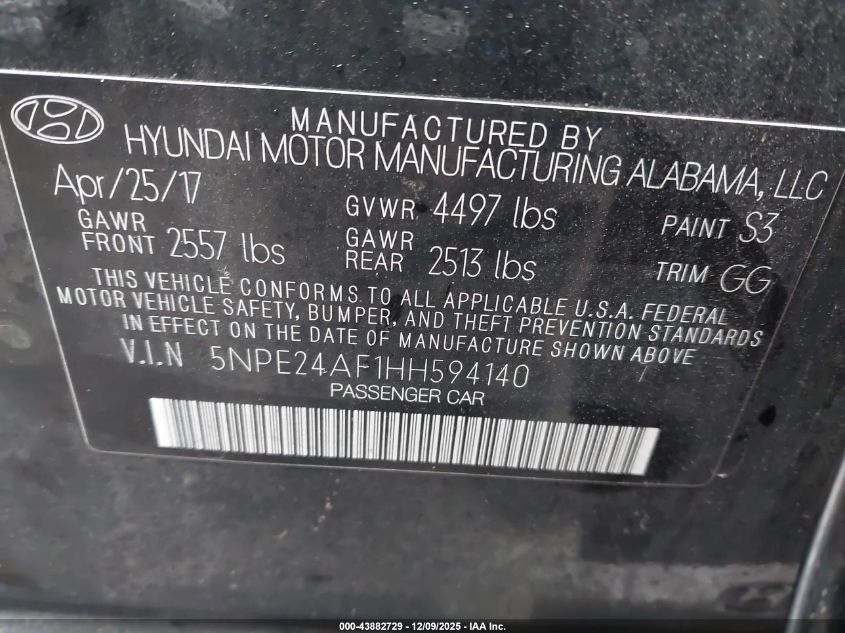 MANUFACTURED BY
HYUNDAI MOTOR MANUFACTURING ALABAMA, LLC
Apr/25/17 GVWR 4497 lbs PAINT S3
GAWR FRONT 2557 lbs GAWR REAR 2513 lbs TRIM GG
THIS VEHICLE CONFORMS TO ALL APPLICABLE U.S.A. FEDERAL
MOTOR VEHICLE SAFETY, BUMPER, AND THEFT PREVENTION STANDARDS
IN EFFECT ON THE DATE OF MANUFACTURE SHOWN ABOVE
V.I.N 5NPE24AF1HH594140
PASSENGER CAR
000-43882729 - 12/09/2025 - IAA Inc.